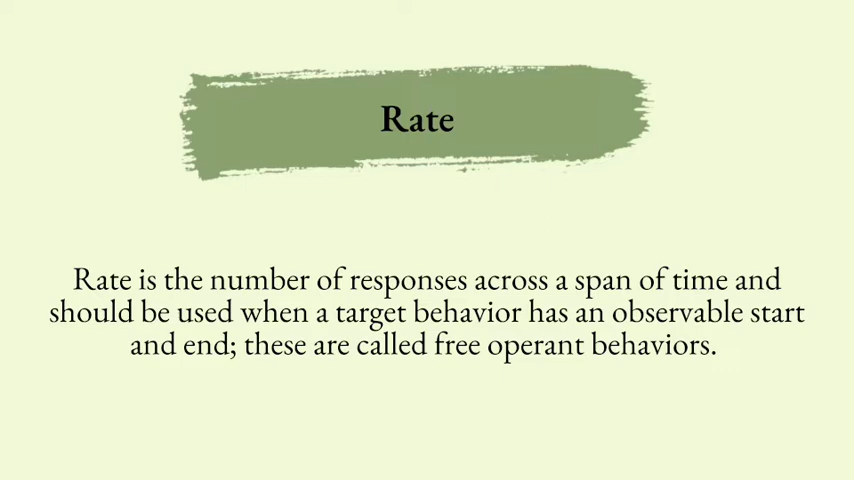 Rate
Rate is the number of responses across a span of time and
should be used when a target behavior has an observable start
and end; these are called free operant behaviors.